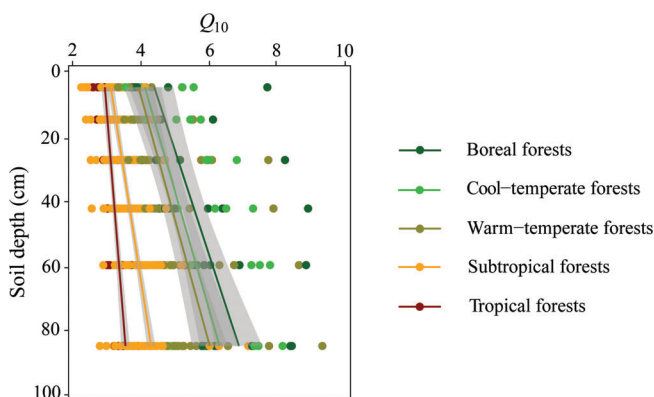 Q10
2 4 6 8 10
0
20
40
60
80
100
Soil depth (cm)
Boreal forests
Cool−temperate forests
Warm−temperate forests
Subtropical forests
Tropical forests